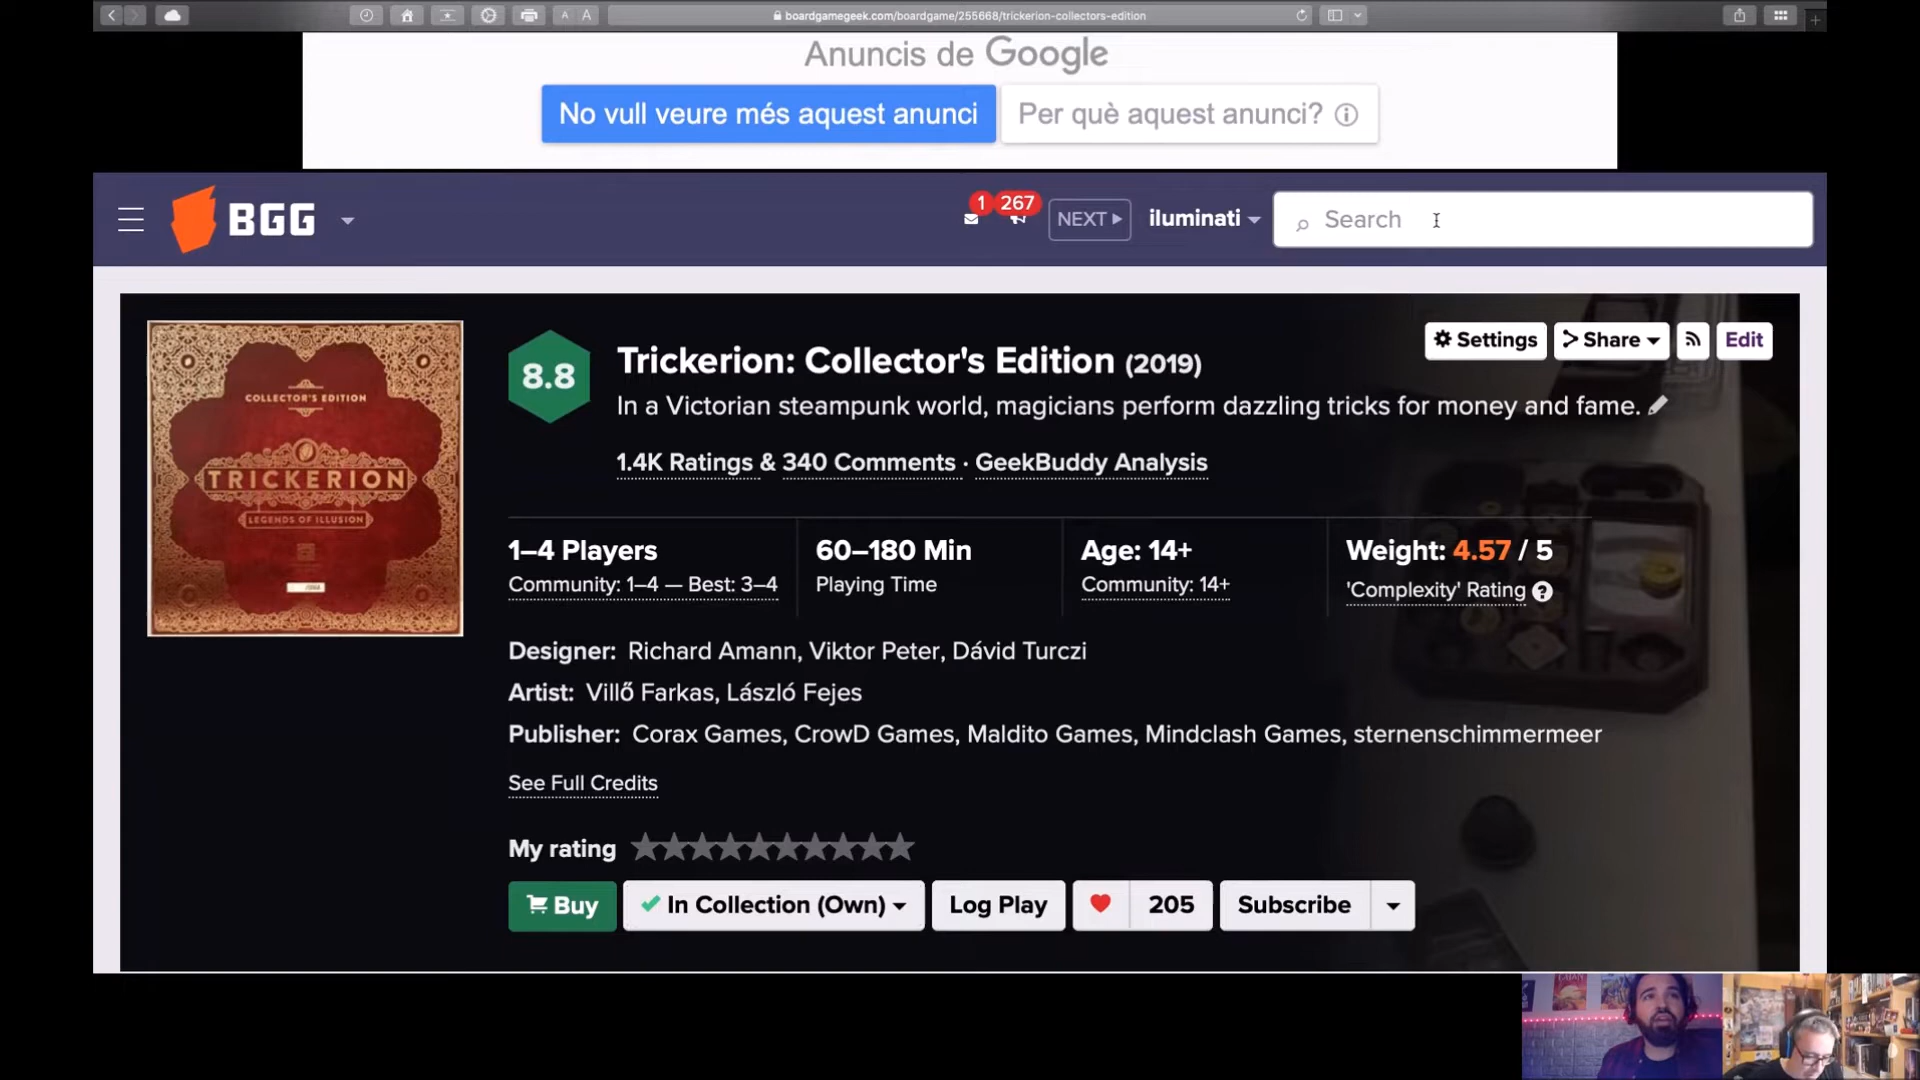 A A boardgamegeek.com/boardgame/255668/trickerion-collectors-edition
Anuncis de Google
No vull veure més aquest anunci Per què aquest anunci?
BGG 1 267 NEXT iluminati Search
COLLECTOR'S EDITION
TRICKERION
LEGENDS OF ILLUSION
8.8 Trickerion: Collector's Edition (2019)
Settings Share Edit
In a Victorian steampunk world, magicians perform dazzling tricks for money and fame.
1.4K Ratings & 340 Comments · GeekBuddy Analysis
1–4 Players 60–180 Min Age: 14+ Weight: 4.57 / 5
Community: 1–4 — Best: 3–4 Playing Time Community: 14+ 'Complexity' Rating ?
Designer: Richard Amann, Viktor Peter, Dávid Turczi
Artist: Villő Farkas, László Fejes
Publisher: Corax Games, CrowD Games, Maldito Games, Mindclash Games, sternenschimmermeer
See Full Credits
My rating
Buy In Collection (Own) Log Play 205 Subscribe